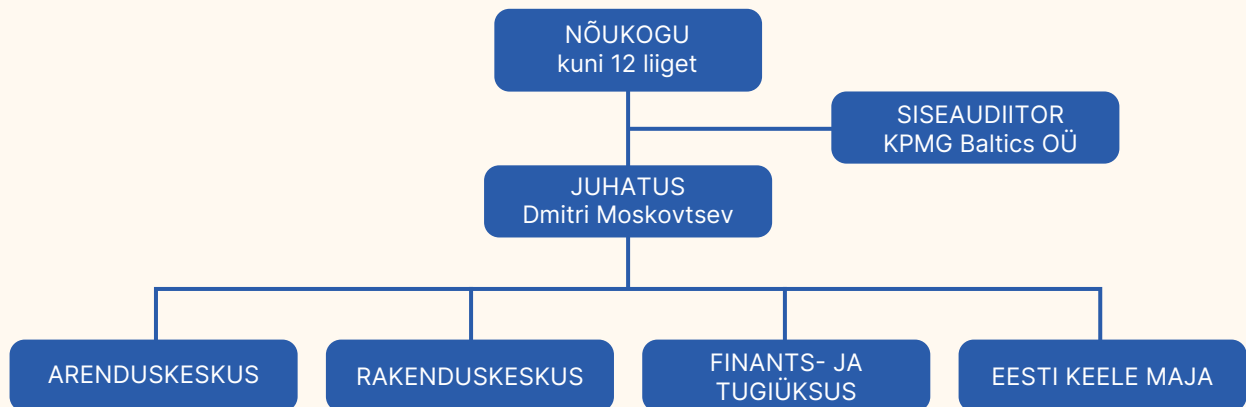 NÕUKOGU
kuni 12 liiget
SISEAUDIITOR
KPMG Baltics OÜ
JUHATUS
Dmitri Moskovtsev
ARENDUSKESKUS
RAKENDUSKESKUS
FINANTS- JA
TUGIÜKSUS
EESTI KEELE MAJA